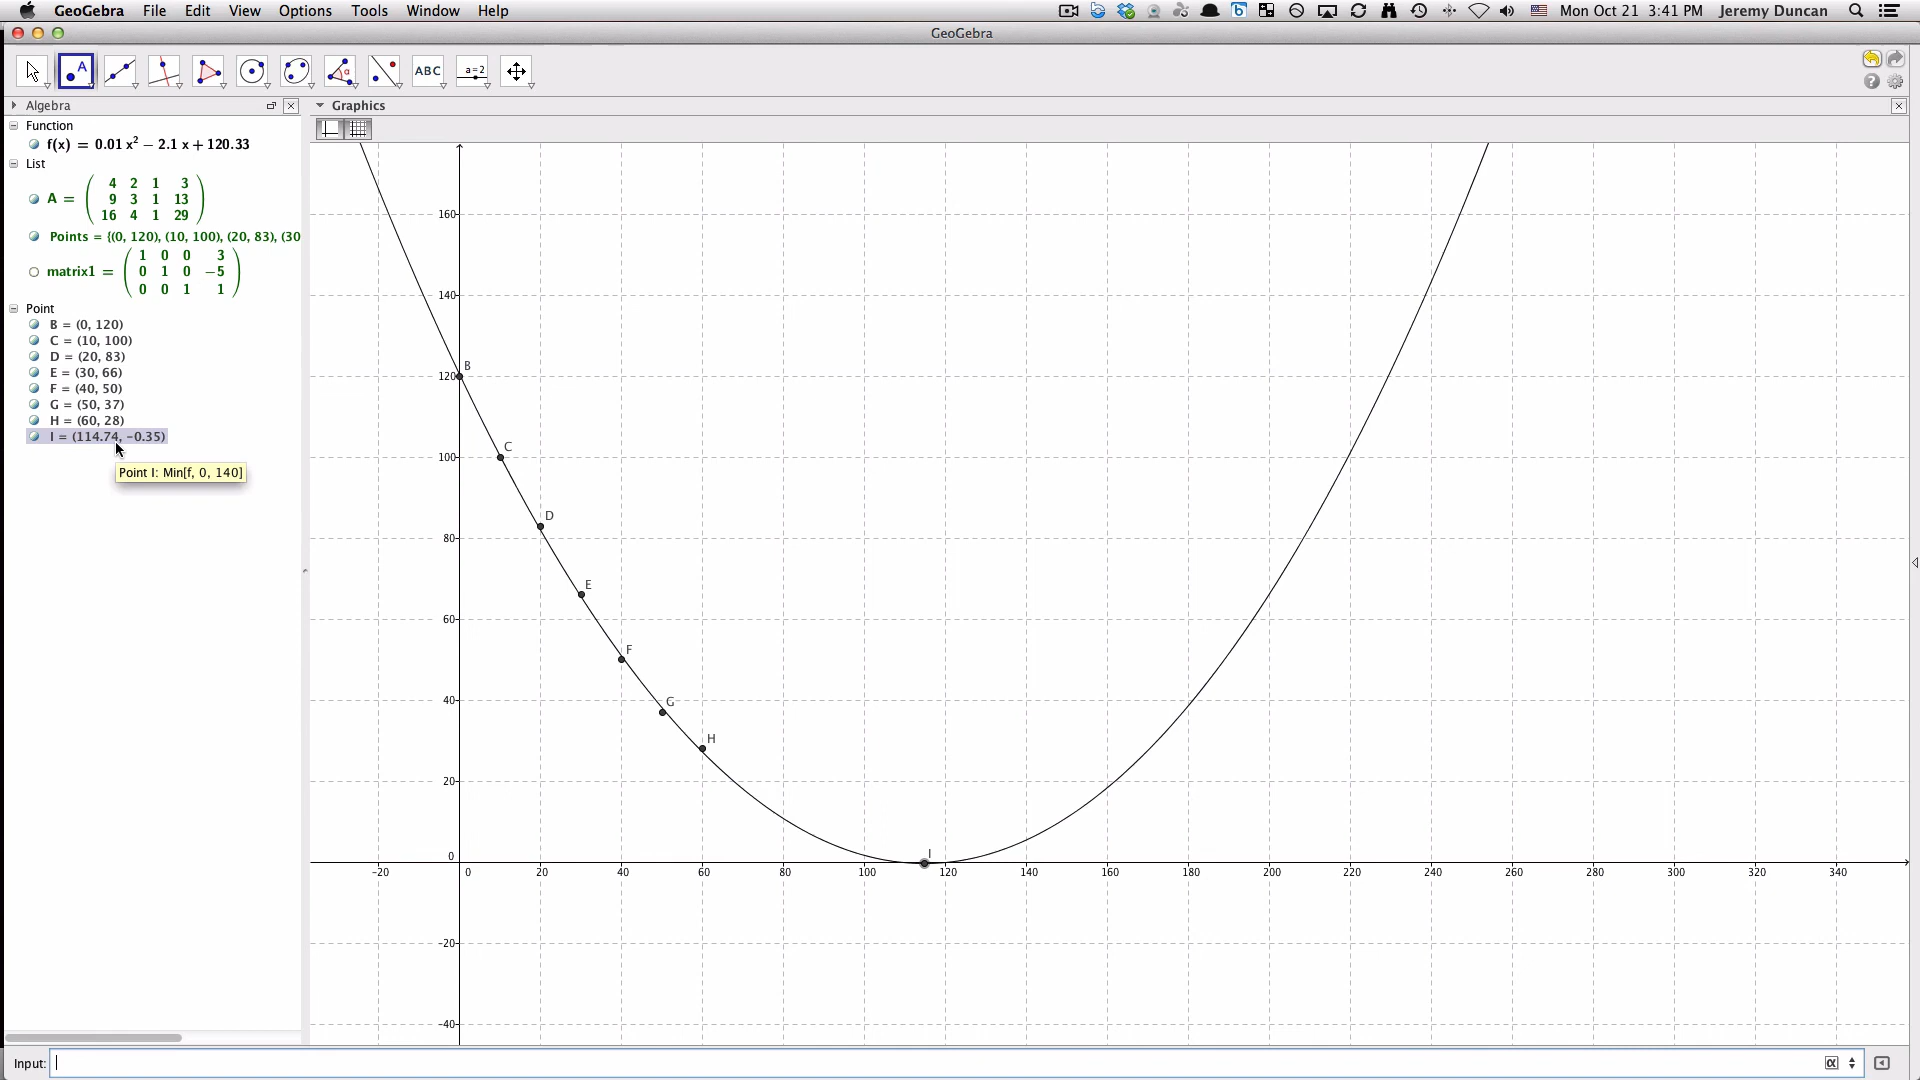 GeoGebra File Edit View Options Tools Window Help Mon Oct 21 3:41 PM Jeremy Duncan
GeoGebra
A ABC a=2
Algebra
Graphics
Function
f(x) = 0.01 x² − 2.1 x + 120.33
List
A = 
4 2 1 3
9 3 1 13
16 4 1 29
Points = {(0, 120), (10, 100), (20, 83), (30
matrix1 =
1 0 0 3
0 1 0 −5
0 0 1 1
Point
B = (0, 120)
C = (10, 100)
D = (20, 83)
E = (30, 66)
F = (40, 50)
G = (50, 37)
H = (60, 28)
I = (114.74, −0.35)
Point I: Min[f, 0, 140]
160
140
B
120
C
100
D
80
E
60
F
G
40
H
20
I
0
-20 0 20 40 60 80 100 120 140 160 180 200 220 240 260 280 300 320 340
-20
-40
Input: α